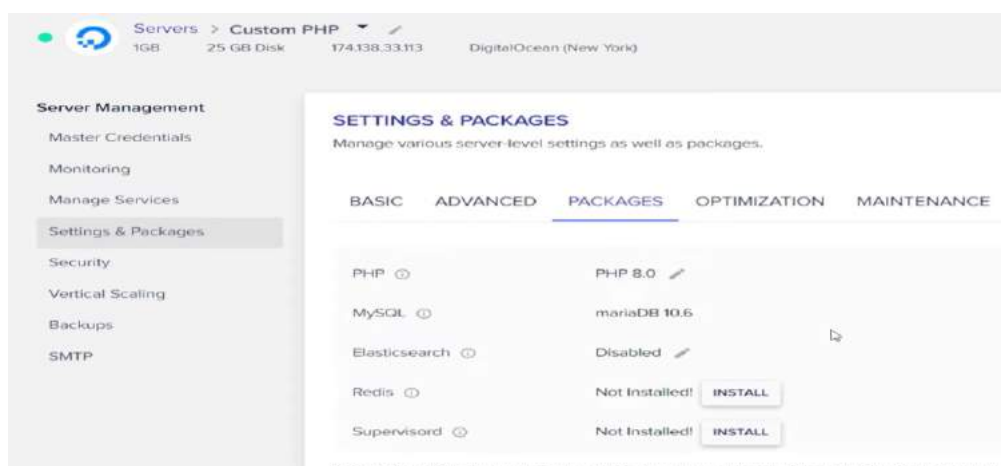 Servers > Custom PHP
1GB 25 GB Disk 174.138.33.113 DigitalOcean (New York)
Server Management
Master Credentials
Monitoring
Manage Services
Settings & Packages
Security
Vertical Scaling
Backups
SMTP
SETTINGS & PACKAGES
Manage various server-level settings as well as packages.
BASIC ADVANCED PACKAGES OPTIMIZATION MAINTENANCE
PHP PHP 8.0
MySQL mariaDB 10.6
Elasticsearch Disabled
Redis Not Installed! INSTALL
Supervisord Not Installed! INSTALL